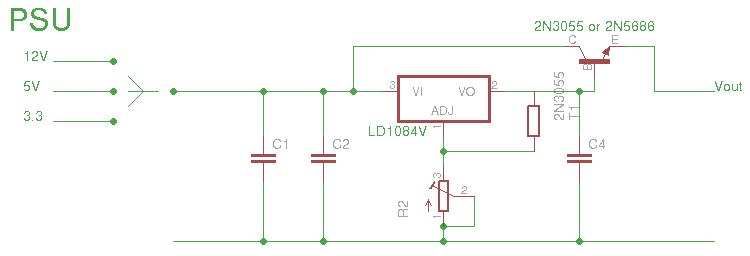 PSU
2N3055 or 2N5686
C
E
B
12V
5V
3.3
3
VI
VO
2
ADJ
1
LD1084V
2N3055
T1
Vout
C1
C2
C4
3
2
R2
1